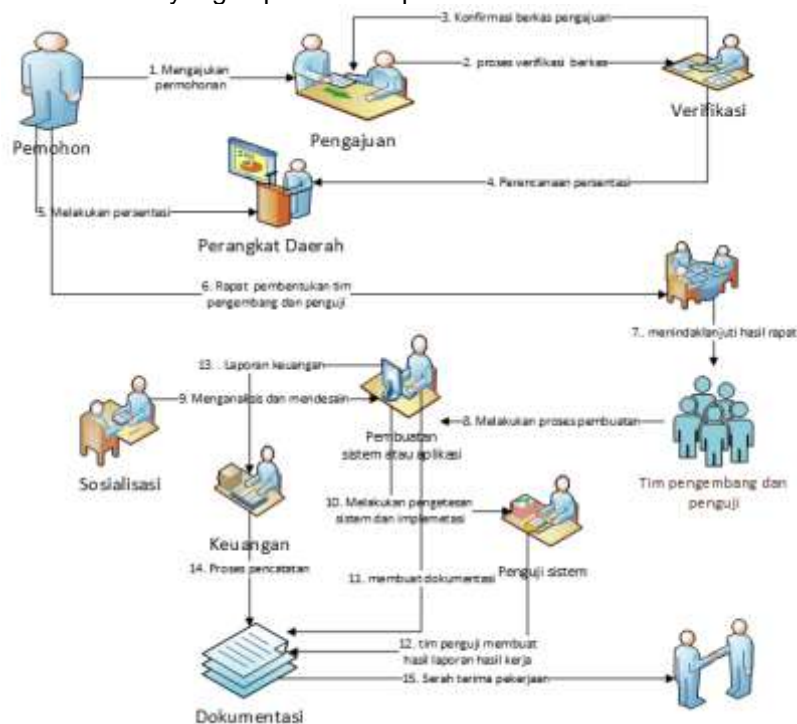 3. Konfirmasi berkas pengajuan
1. Mengajukan
permohonan
2. proses verifikasi berkas
Pemohon
Pengajuan
Verifikasi
4. Perencanaan persentasi
5. Melakukan persentasi
Perangkat Daerah
6. Rapat pembentukan tim
pengembang dan penguji
7.. menindaklanjuti hasil rapat
13. . Laporan keuangan
9. Menganalisis dan mendesain
8. Melakukan proses pembuatan
Pembuatan
sistem atau aplikasi
Sosialisasi
Tim pengembang dan
penguji
10. Melakukan pengetasan
sistem dan implemetasi
Keuangan
14. Proses pencatatan
11. membuat dokumentasi
Penguji sistem
12. tim penguji membuat
hasil laporan hasil kerja
15. Serah terima pekerjaan
Dokumentasi